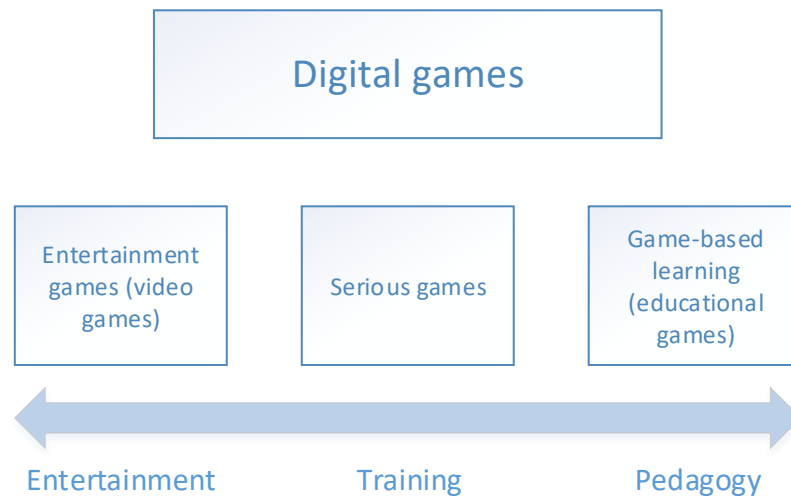 Digital games
Entertainment
games (video
games)
Serious games
Game-based
learning
(educational
games)
Entertainment
Training
Pedagogy